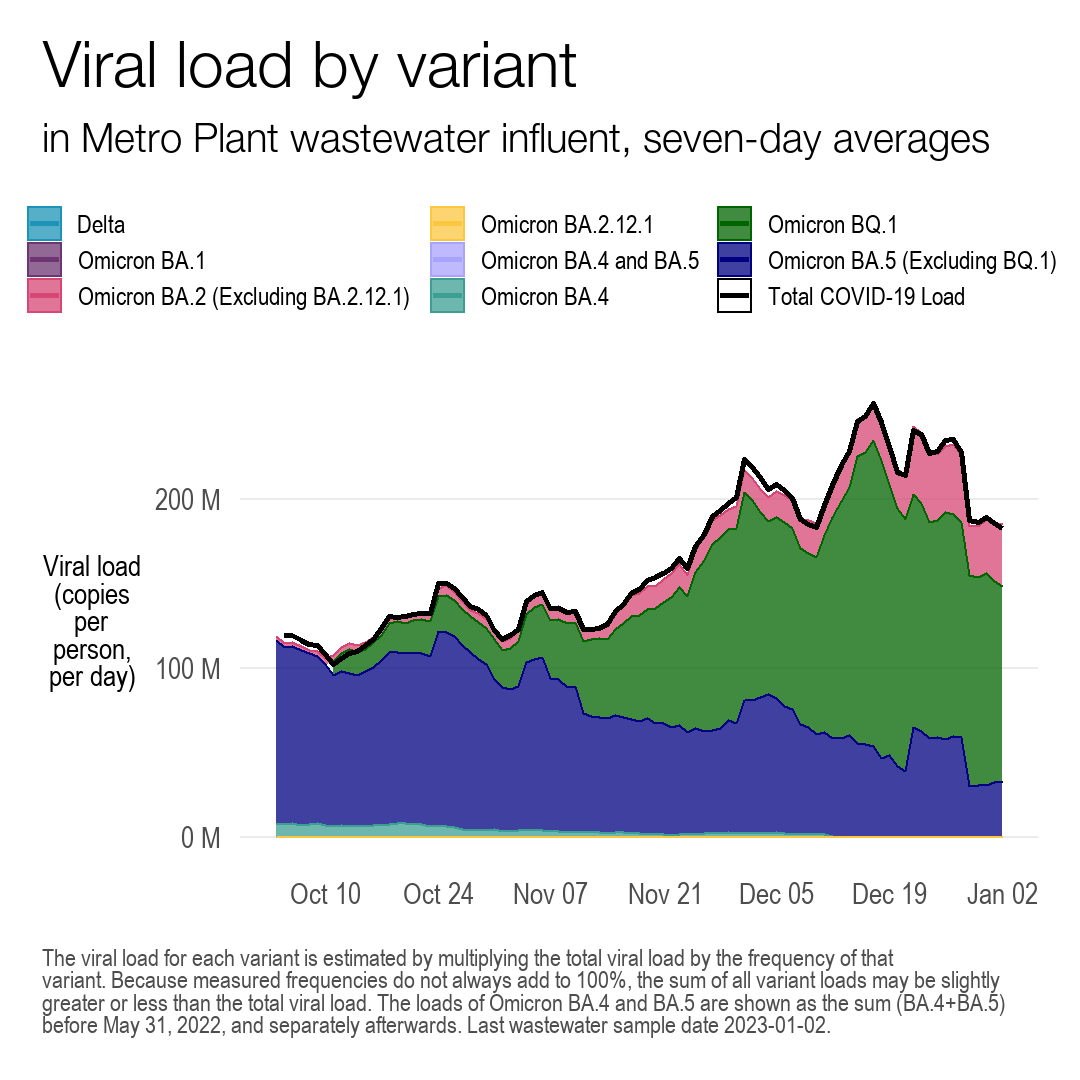 Viral load by variant
in Metro Plant wastewater influent, seven-day averages
Delta
Omicron BA.1
Omicron BA.2 (Excluding BA.2.12.1)
Omicron BA.2.12.1
Omicron BA.4 and BA.5
Omicron BA.4
Omicron BQ.1
Omicron BA.5 (Excluding BQ.1)
Total COVID-19 Load
Viral load
(copies
per
person,
per day)
200 M
100 M
0 M
Oct 10
Oct 24
Nov 07
Nov 21
Dec 05
Dec 19
Jan 02
The viral load for each variant is estimated by multiplying the total viral load by the frequency of that
variant. Because measured frequencies do not always add to 100%, the sum of all variant loads may be slightly
greater or less than the total viral load. The loads of Omicron BA.4 and BA.5 are shown as the sum (BA.4+BA.5)
before May 31, 2022, and separately afterwards. Last wastewater sample date 2023-01-02.